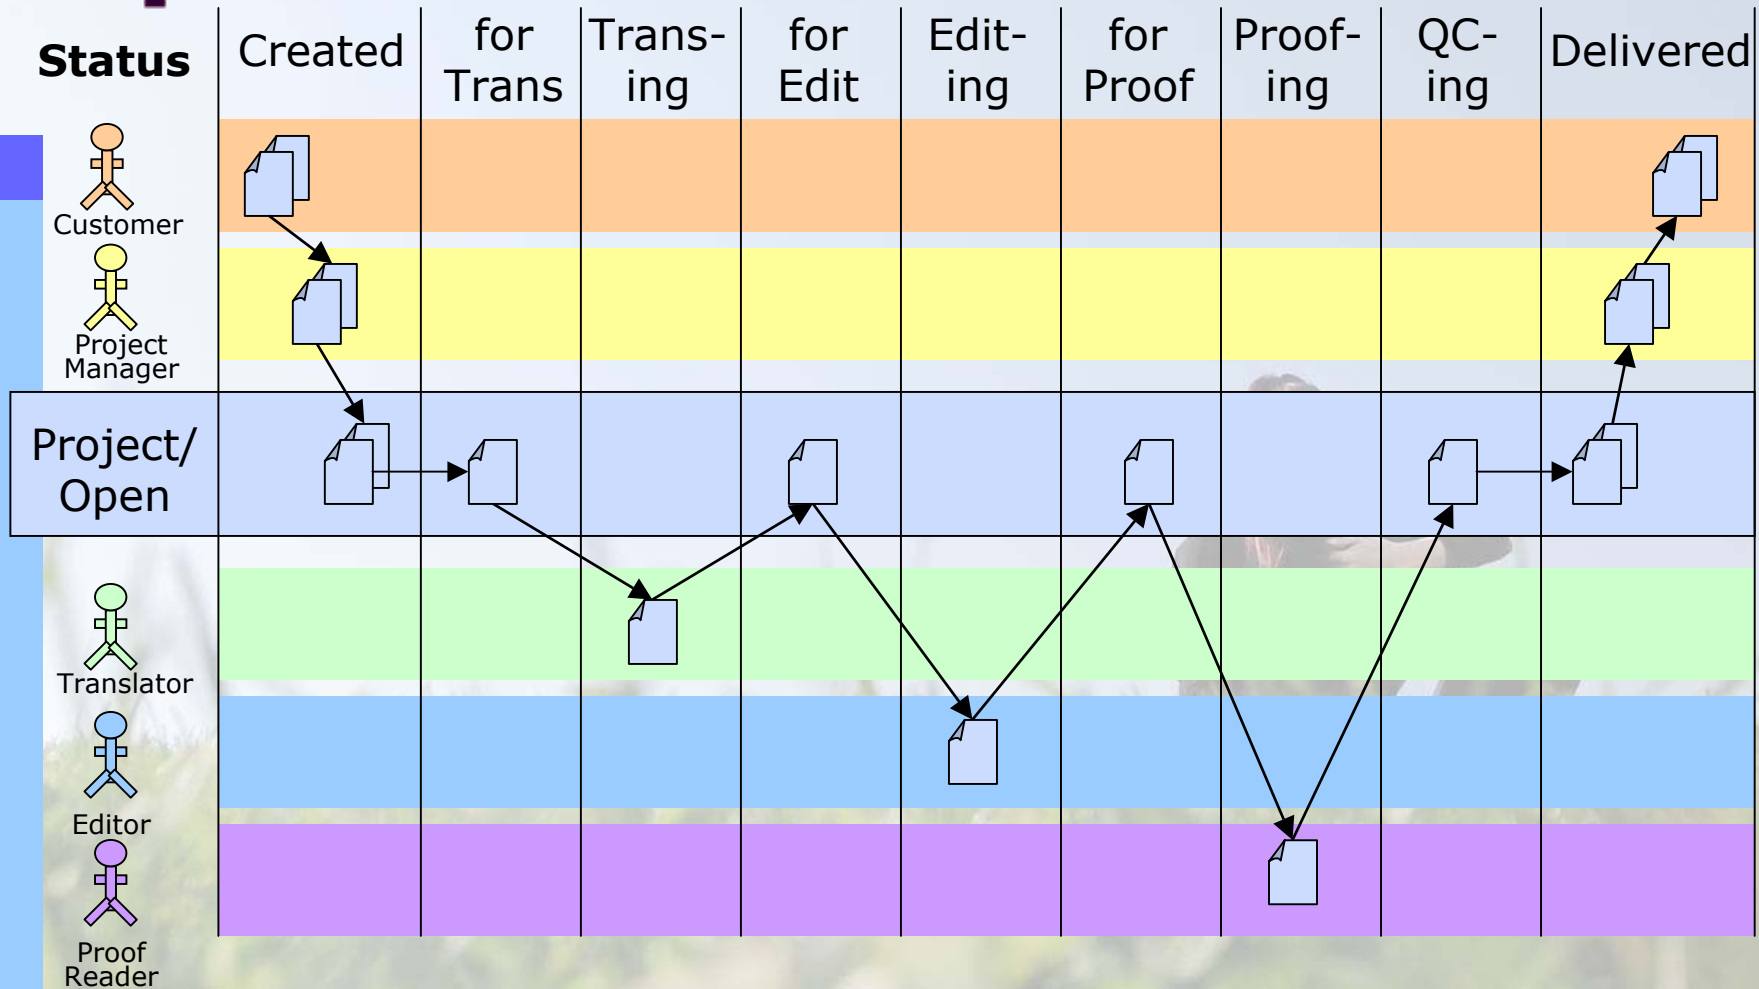 Status
Created
for
Trans
Trans-
ing
for
Edit
Edit-
ing
for
Proof
Proof-
ing
QC-
ing
Delivered
Customer
Project
Manager
Project/
Open
Translator
Editor
Proof
Reader